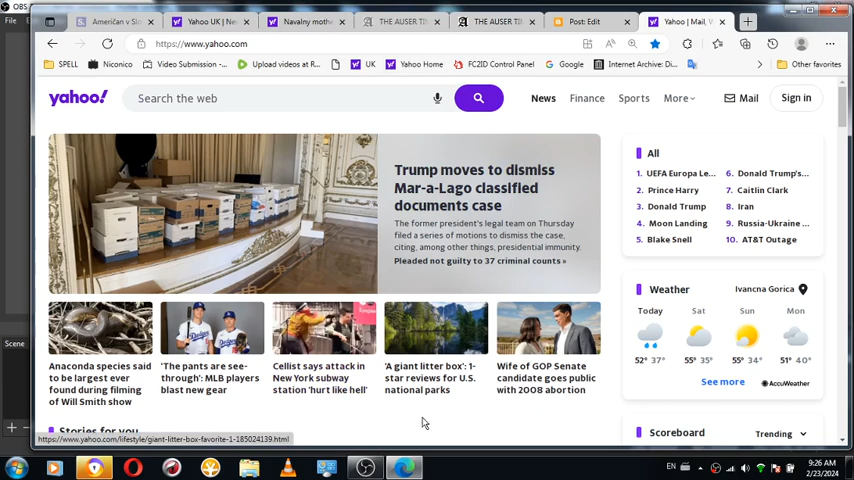 OBS
File
Scene
Američan v Slo
Yahoo UK | Ne
Navalny mothe
THE AUSER TIM
THE AUSER TIM
Post: Edit
Yahoo | Mail, W
https://www.yahoo.com
SPELL
Noticons
Video Submission -...
Upload videos at R...
UK
Yahoo Home
FC2ID Control Panel
Google
Internet Archive: Di...
Other favorites
yahoo!
Search the web
News
Finance
Sports
More
Mail
Sign in
Trump moves to dismiss
Mar-a-Lago classified
documents case
The former president's legal team on Thursday
filed a series of motions to dismiss the case,
citing, among other things, presidential immunity.
Pleaded not guilty to 37 criminal counts »
Anaconda species said
to be largest ever
found during filming
of Will Smith show
'The pants are see-
through': MLB players
blast new gear
Cellist says attack in
New York subway
station 'hurt like hell'
'A giant litter box': 1-
star reviews for U.S.
national parks
Wife of GOP Senate
candidate goes public
with 2008 abortion
Stories for you
https://www.yahoo.com/lifestyle/giant-litter-box-favorite-1-185024139.html
All
1. UEFA Europa Le...
2. Prince Harry
3. Donald Trump
4. Moon Landing
5. Blake Snell
6. Donald Trump's...
7. Caitlin Clark
8. Iran
9. Russia-Ukraine ...
10. AT&T Outage
Weather
Ivancna Gorica
Today
Sat
Sun
Mon
52° 37°
55° 35°
55° 34°
51° 40°
See more
AccuWeather
Scoreboard
Trending
EN
9:26 AM
2/23/2024